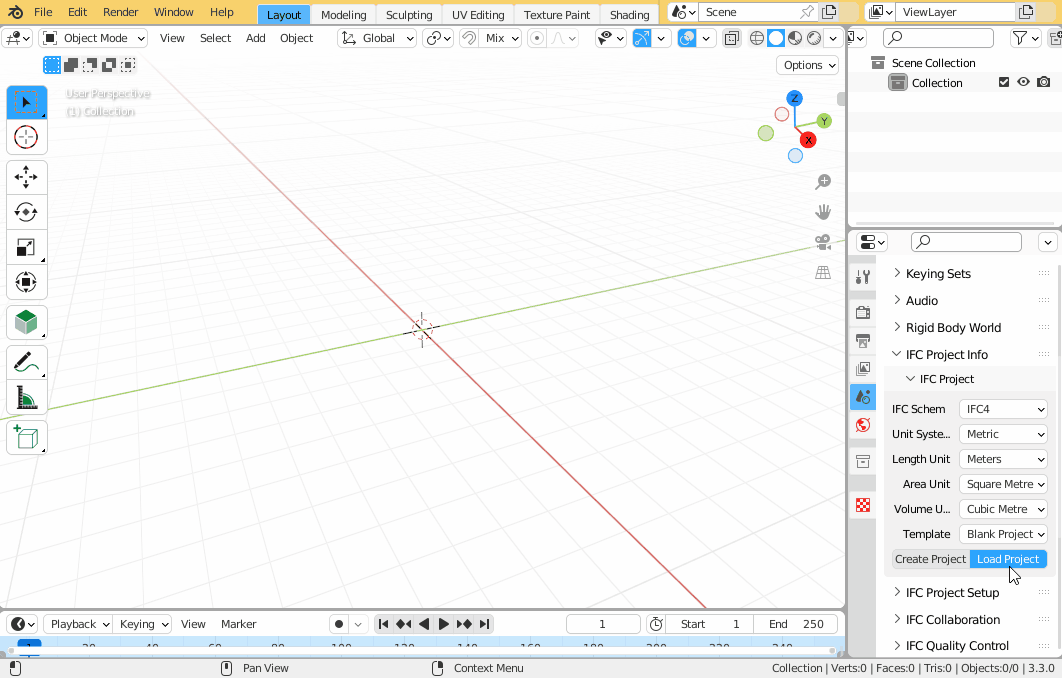 File Edit Render Window Help Layout Modeling Sculpting UV Editing Texture Paint Shading Scene ViewLayer
Object Mode View Select Add Object Global Mix
Options
User Perspective
(1) Collection
Z
Y
X
Scene Collection
Collection
Keying Sets
Audio
Rigid Body World
IFC Project Info
IFC Project
IFC Schem IFC4
Unit Syste... Metric
Length Unit Meters
Area Unit Square Metre
Volume U... Cubic Metre
Template Blank Project
Create Project Load Project
IFC Project Setup
IFC Collaboration
IFC Quality Control
Playback Keying View Marker 1 Start 1 End 250
Pan View Context Menu Collection | Verts:0 | Faces:0 | Tris:0 | Objects:0/0 | 3.3.0